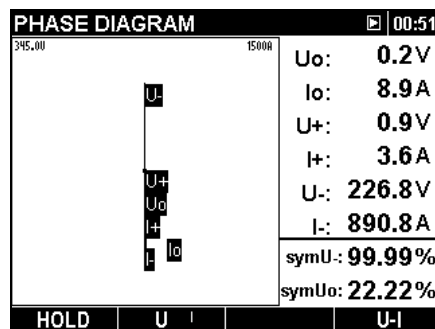 PHASE DIAGRAM 00:51
345.0U 1500A
U-
U+
Uo
I+
Io
I-
Uo: 0.2V
Io: 8.9A
U+: 0.9V
I+: 3.6A
U-: 226.8V
I-: 890.8A
symU-: 99.99%
symUo: 22.22%
HOLD U I U-I